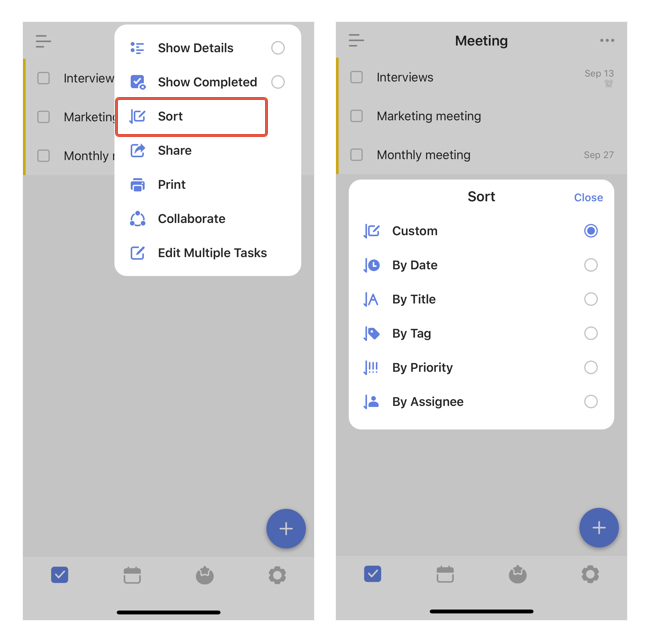 Show Details
Show Completed
Interview
Sort
Marketing
Share
Monthly
Print
Collaborate
Edit Multiple Tasks
Meeting
Interviews
Sep 13
Marketing meeting
Monthly meeting
Sep 27
Sort
Close
Custom
By Date
By Title
By Tag
By Priority
By Assignee